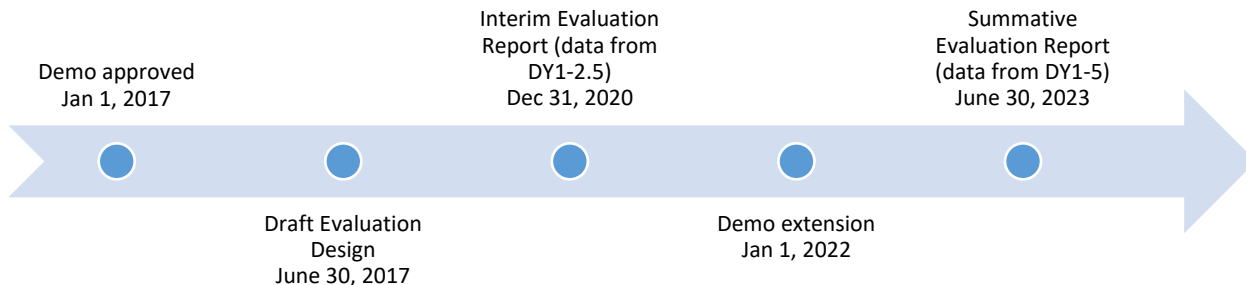 Demo approved
Jan 1, 2017
Draft Evaluation
Design
June 30, 2017
Interim Evaluation
Report (data from
DY1-2.5)
Dec 31, 2020
Demo extension
Jan 1, 2022
Summative
Evaluation Report
(data from DY1-5)
June 30, 2023